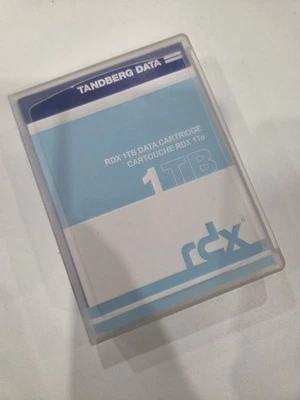 TANDBERG DATA
RDX 1TB DATA CARTRIDGE
CARTOUCHE RDX 1To
1TB
rdx